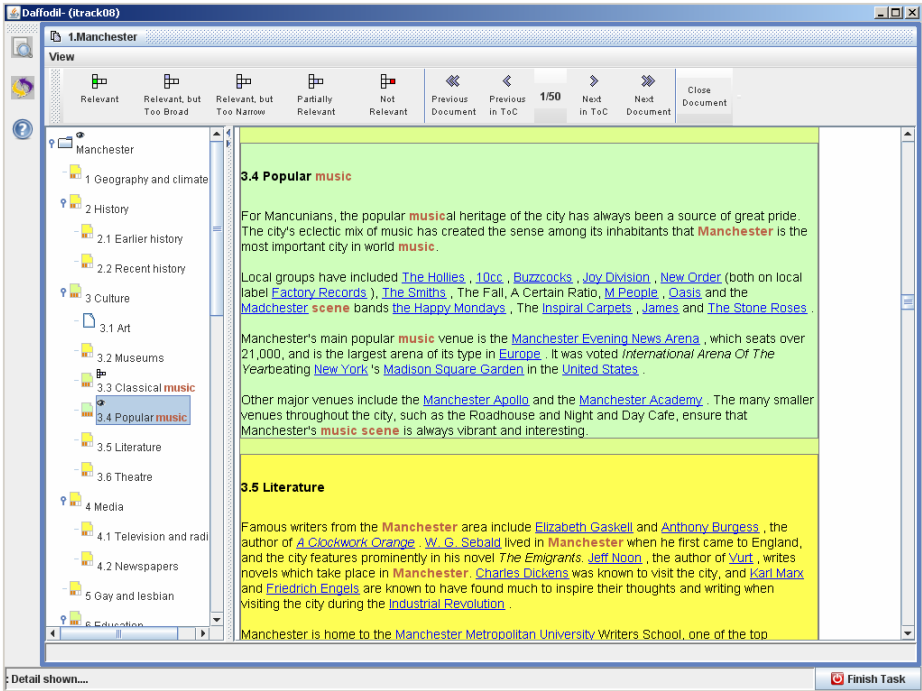 Daffodil- (itrack08)
1.Manchester
View
Relevant
Relevant, but
Too Broad
Relevant, but
Too Narrow
Partially
Relevant
Not
Relevant
Previous
Document
Previous
in ToC
1/50
Next
in ToC
Next
Document
Close
Document
Manchester
1 Geography and climate
2 History
2.1 Earlier history
2.2 Recent history
3 Culture
3.1 Art
3.2 Museums
3.3 Classical music
3.4 Popular music
3.5 Literature
3.6 Theatre
4 Media
4.1 Television and radi
4.2 Newspapers
5 Gay and lesbian
6 Education
3.4 Popular music
For Mancunians, the popular musical heritage of the city has always been a source of great pride.
The city's eclectic mix of music has created the sense among its inhabitants that Manchester is the
most important city in world music.
Local groups have included The Hollies , 10cc , Buzzcocks , Joy Division , New Order (both on local
label Factory Records ), The Smiths , The Fall, A Certain Ratio, M People , Oasis and the
Madchester scene bands the Happy Mondays , The Inspiral Carpets , James and The Stone Roses .
Manchester's main popular music venue is the Manchester Evening News Arena , which seats over
21,000, and is the largest arena of its type in Europe . It was voted International Arena Of The
Yearbeating New York 's Madison Square Garden in the United States .
Other major venues include the Manchester Apollo and the Manchester Academy . The many smaller
venues throughout the city, such as the Roadhouse and Night and Day Cafe, ensure that
Manchester's music scene is always vibrant and interesting.
3.5 Literature
Famous writers from the Manchester area include Elizabeth Gaskell and Anthony Burgess , the
author of A Clockwork Orange . W. G. Sebald lived in Manchester when he first came to England,
and the city features prominently in his novel The Emigrants. Jeff Noon , the author of Vurt , writes
novels which take place in Manchester. Charles Dickens was known to visit the city, and Karl Marx
and Friedrich Engels are known to have found much to inspire their thoughts and writing when
visiting the city during the Industrial Revolution .
Manchester is home to the Manchester Metropolitan University Writers School, one of the top
: Detail shown....
Finish Task